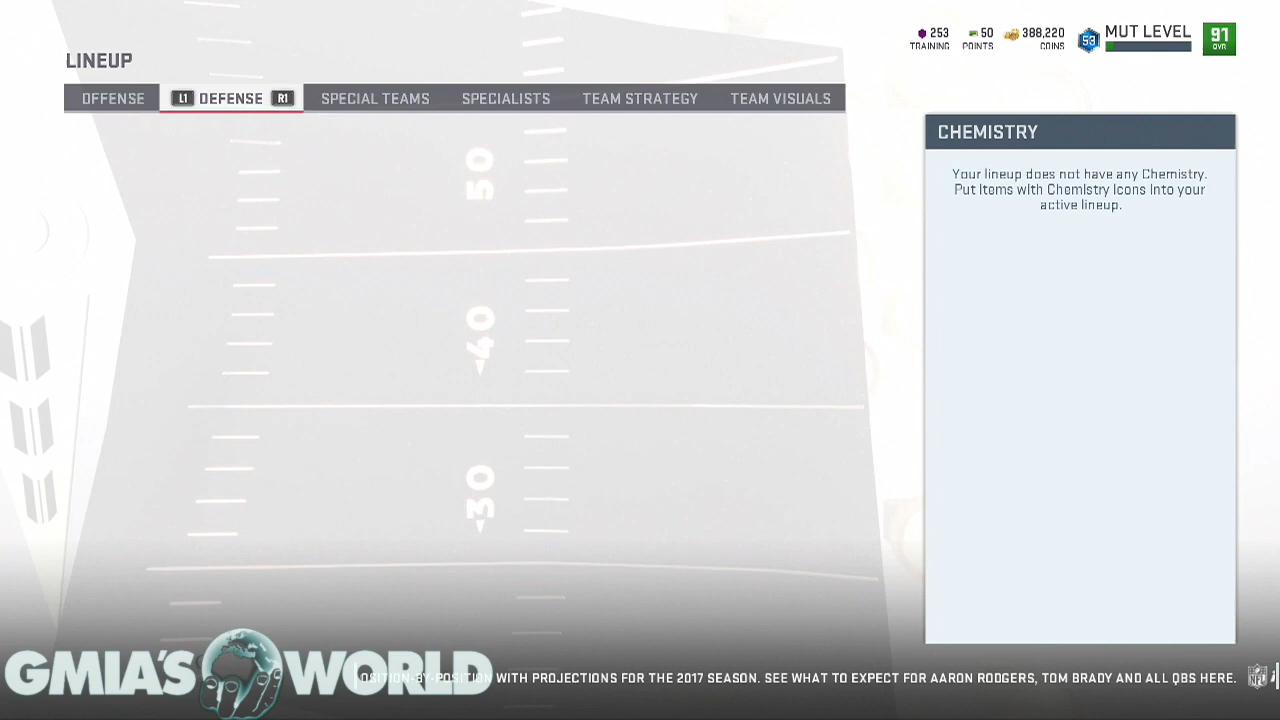 253
TRAINING
50
POINTS
388,220
COINS
53
MUT LEVEL
91
OVR
LINEUP
OFFENSE
L1 DEFENSE R1
SPECIAL TEAMS
SPECIALISTS
TEAM STRATEGY
TEAM VISUALS
CHEMISTRY
Your lineup does not have any Chemistry.
Put items with Chemistry Icons into your
active lineup.
50
40
30
GMIA'S WORLD
WITH PROJECTIONS FOR THE 2017 SEASON. SEE WHAT TO EXPECT FOR AARON RODGERS, TOM BRADY AND ALL QBS HERE.
NFL